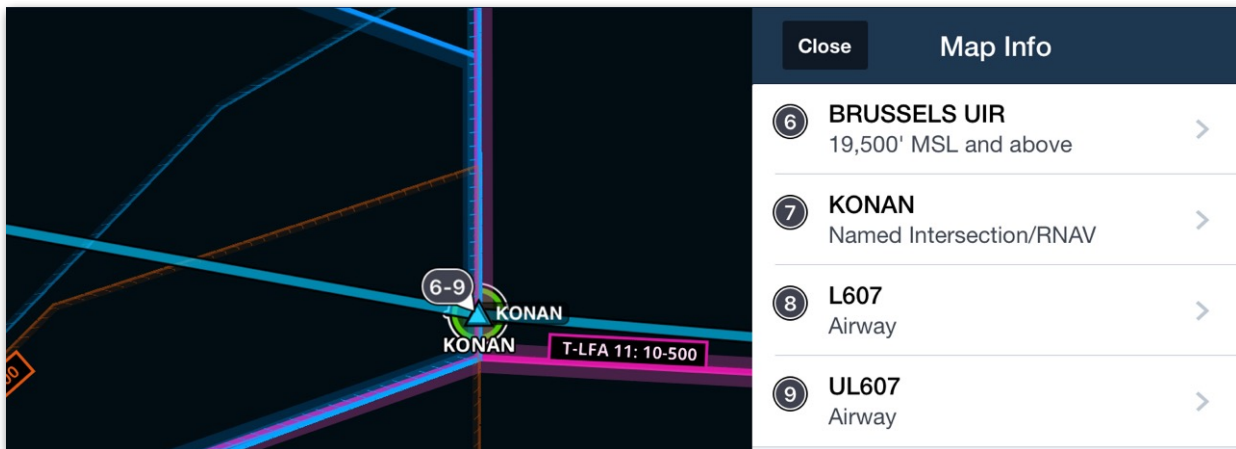 6-9
KONAN
KONAN
T-LFA 11: 10-500
Close
Map Info
6
BRUSSELS UIR
19,500' MSL and above
7
KONAN
Named Intersection/RNAV
8
L607
Airway
9
UL607
Airway